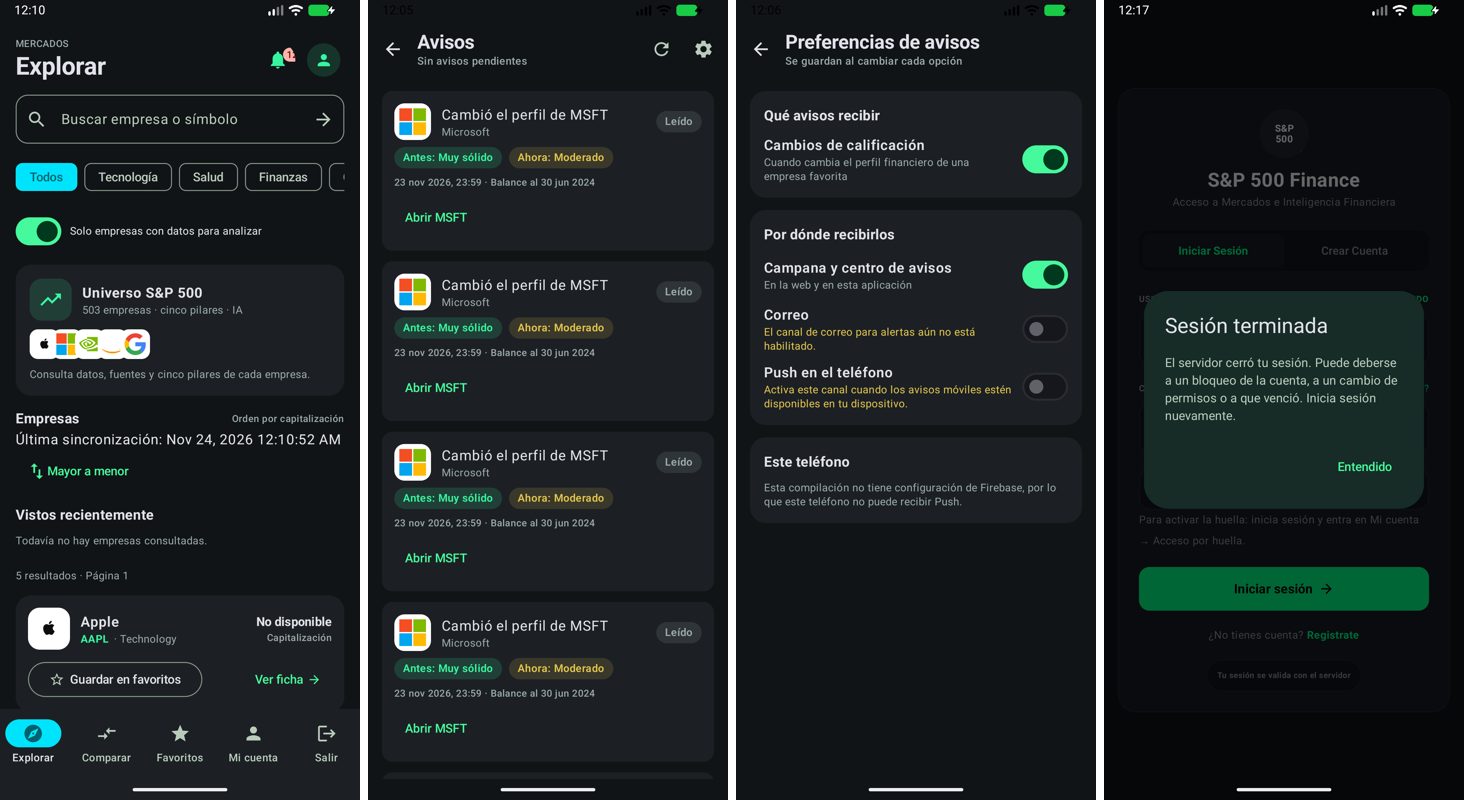 12:10
MERCADOS
Explorar
Buscar empresa o símbolo
Todos
Tecnología
Salud
Finanzas
Solo empresas con datos para analizar
Universo S&P 500
503 empresas · cinco pilares · IA
Consulta datos, fuentes y cinco pilares de cada empresa.
Empresas
Orden por capitalización
Última sincronización: Nov 24, 2026 12:10:52 AM
Mayor a menor
Vistos recientemente
Todavía no hay empresas consultadas.
5 resultados · Página 1
Apple
No disponible
AAPL · Technology
Capitalización
Guardar en favoritos
Ver ficha →
Explorar
Comparar
Favoritos
Mi cuenta
Salir
12:05
Avisos
Sin avisos pendientes
Cambió el perfil de MSFT
Microsoft
Leído
Antes: Muy sólido
Ahora: Moderado
23 nov 2026, 23:59 · Balance al 30 jun 2024
Abrir MSFT
Cambió el perfil de MSFT
Microsoft
Leído
Antes: Muy sólido
Ahora: Moderado
23 nov 2026, 23:59 · Balance al 30 jun 2024
Abrir MSFT
Cambió el perfil de MSFT
Microsoft
Leído
Antes: Muy sólido
Ahora: Moderado
23 nov 2026, 23:59 · Balance al 30 jun 2024
Abrir MSFT
Cambió el perfil de MSFT
Microsoft
Leído
Antes: Muy sólido
Ahora: Moderado
23 nov 2026, 23:59 · Balance al 30 jun 2024
Abrir MSFT
12:06
Preferencias de avisos
Se guardan al cambiar cada opción
Qué avisos recibir
Cambios de calificación
Cuando cambia el perfil financiero de una
empresa favorita
Por dónde recibirlos
Campana y centro de avisos
En la web y en esta aplicación
Correo
El canal de correo para alertas aún no está
habilitado.
Push en el teléfono
Activa este canal cuando los avisos móviles estén
disponibles en tu dispositivo.
Este teléfono
Esta compilación no tiene configuración de Firebase, por lo
que este teléfono no puede recibir Push.
12:17
S&P
500
S&P 500 Finance
Acceso a Mercados e Inteligencia Financiera
Iniciar Sesión
Crear Cuenta
Sesión terminada
El servidor cerró tu sesión. Puede deberse
a un bloqueo de la cuenta, a un cambio de
permisos o a que venció. Inicia sesión
nuevamente.
Entendido
Para activar la huella: inicia sesión y entra en Mi cuenta
→ Acceso por huella.
Iniciar sesión →
¿No tienes cuenta? Regístrate
Tu sesión se valida con el servidor